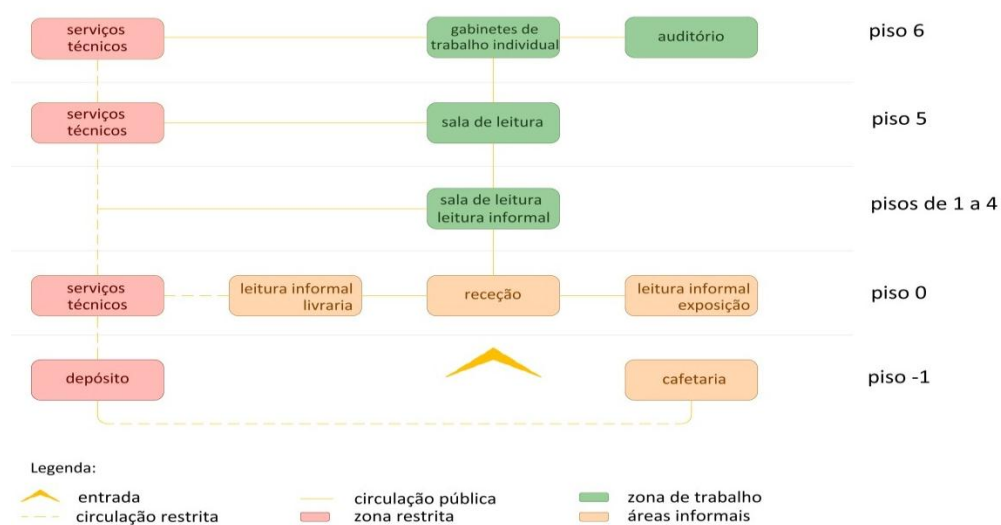 serviços
técnicos
gabinetes de
trabalho individual
auditório
piso 6
serviços
técnicos
sala de leitura
piso 5
sala de leitura
leitura informal
pisos de 1 a 4
serviços
técnicos
leitura informal
livraria
receção
leitura informal
exposição
piso 0
depósito
cafetaria
piso -1
Legenda:
entrada
circulação pública
zona de trabalho
circulação restrita
zona restrita
áreas informais